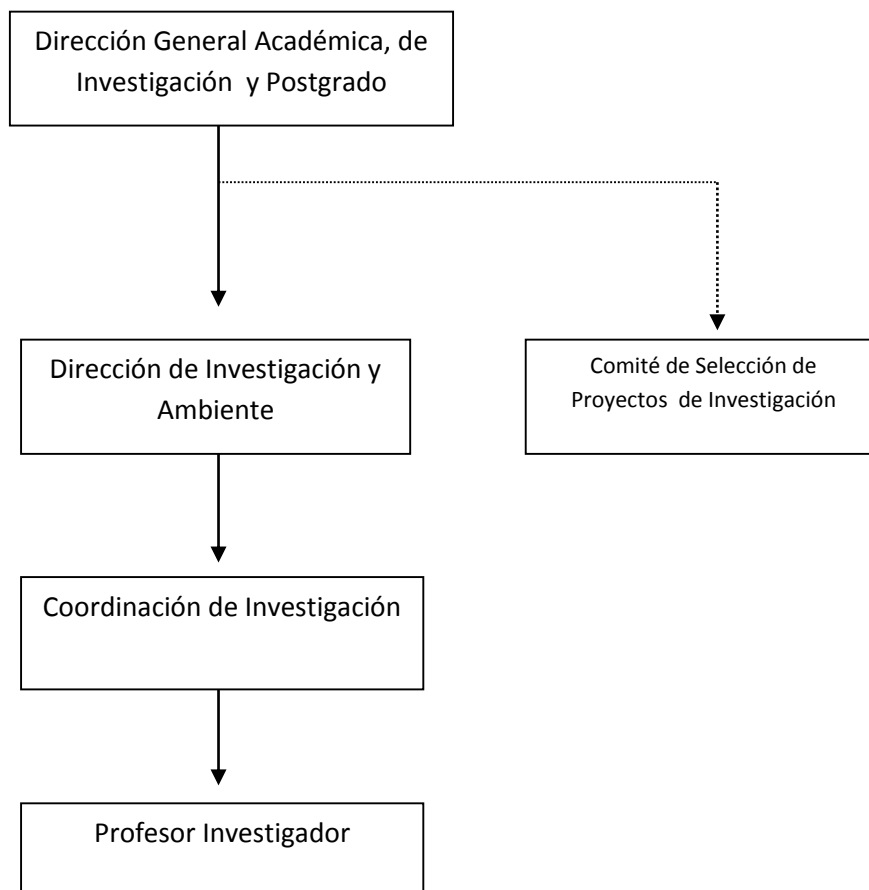 Dirección General Académica, de
Investigación y Postgrado
Dirección de Investigación y
Ambiente
Comité de Selección de
Proyectos de Investigación
Coordinación de Investigación
Profesor Investigador